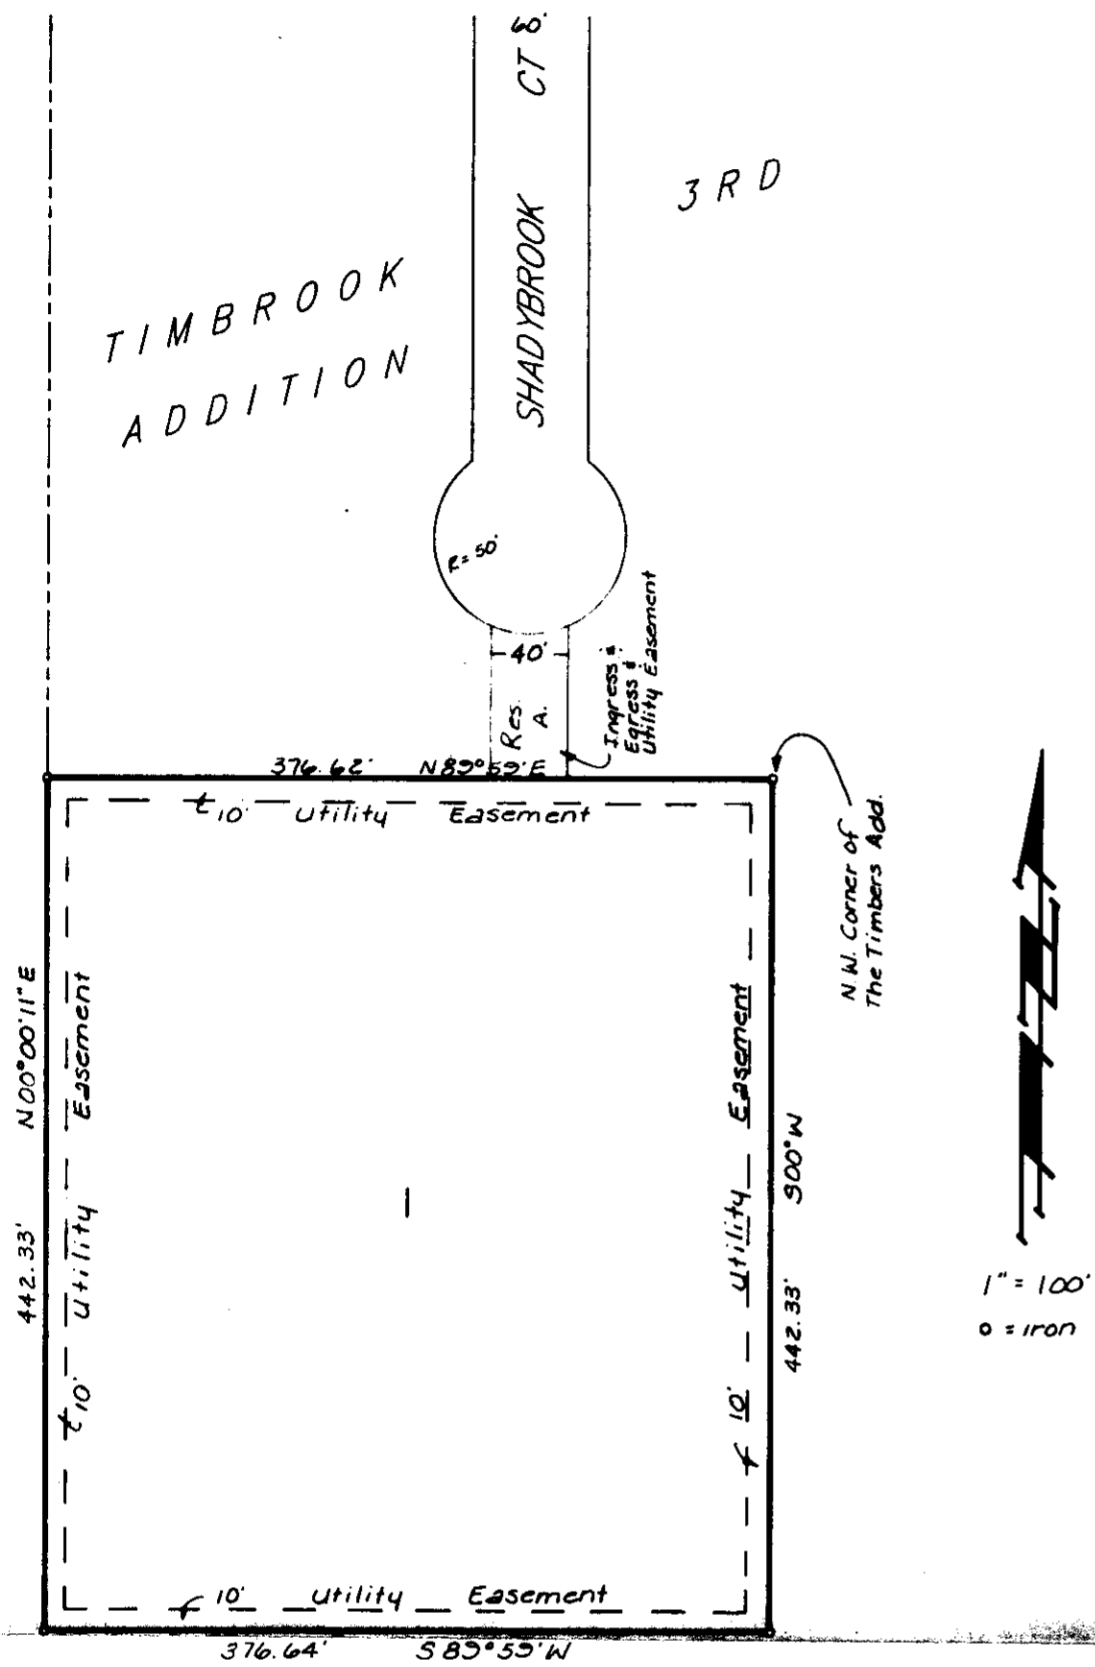 60'
SHADYBROOK CT
3RD
TIMBROOK
ADDITION
R=50'
40'
Res.
A.
Ingress &
Egress &
Utility Easement
376.62' N89°59'E
10' Utility Easement
N.W. Corner of
The Timbers Add.
N00°00'11"E
442.33'
10' Utility Easement
10' Utility Easement
S00°W
442.33'
1
1" = 100'
o = iron
10' Utility Easement
376.64' S89°59'W